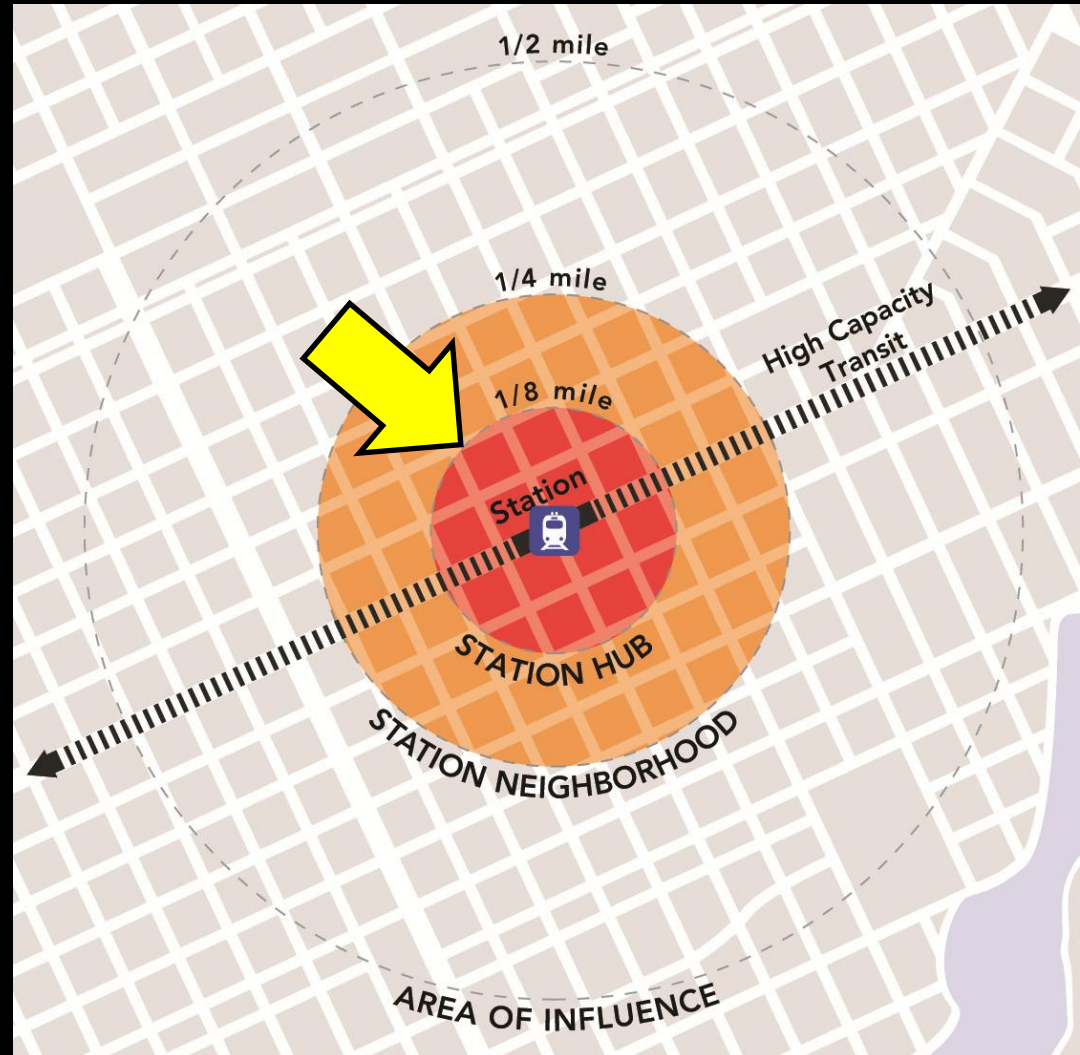 1/2 mile
1/4 mile
High Capacity
Transit
1/8 mile
Station
STATION HUB
STATION NEIGHBORHOOD
AREA OF INFLUENCE